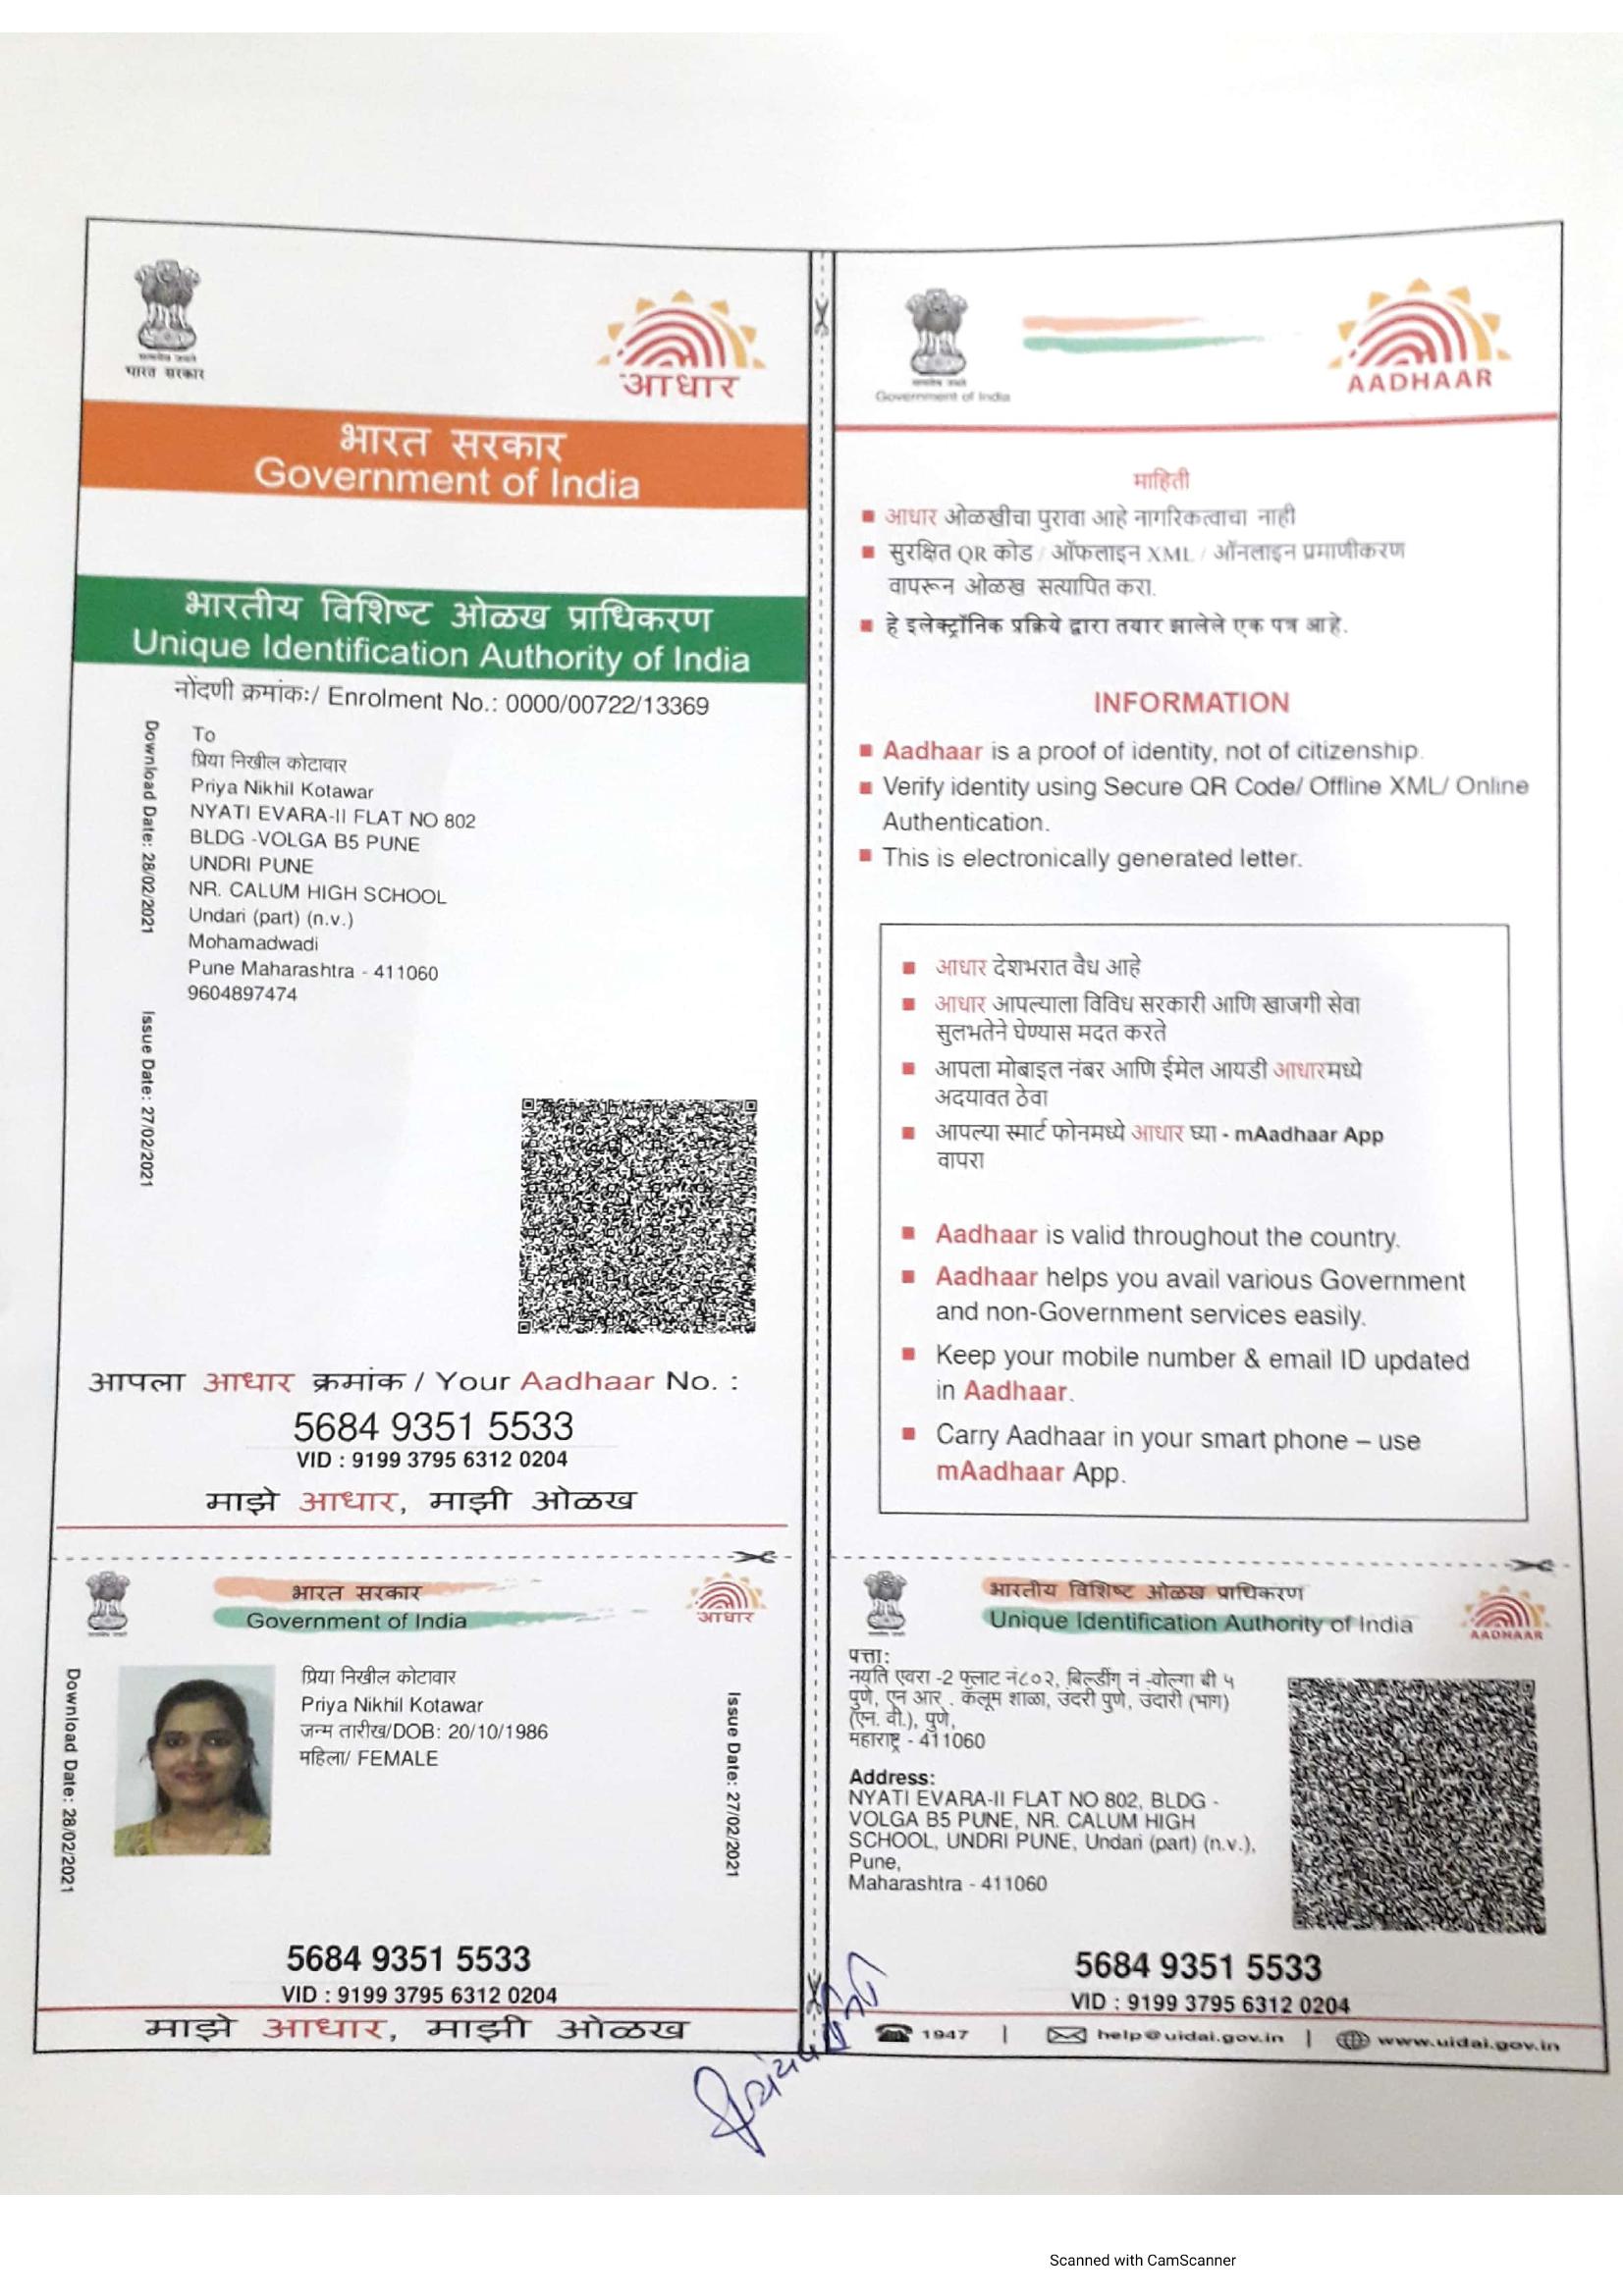 भारत सरकार
आधार
भारत सरकार
Government of India
भारतीय विशिष्ट ओळख प्राधिकरण
Unique Identification Authority of India
नोंदणी क्रमांक:/ Enrolment No.: 0000/00722/13369
Download Date: 28/02/2021
Issue Date: 27/02/2021
To
प्रिया निखील कोटावार
Priya Nikhil Kotawar
NYATI EVARA-II FLAT NO 802
BLDG -VOLGA B5 PUNE
UNDRI PUNE
NR. CALUM HIGH SCHOOL
Undari (part) (n.v.)
Mohamadwadi
Pune Maharashtra - 411060
9604897474
आपला आधार क्रमांक / Your Aadhaar No. :
5684 9351 5533
VID : 9199 3795 6312 0204
माझे आधार, माझी ओळख
Government of India
AADHAAR
माहिती
■ आधार ओळखीचा पुरावा आहे नागरिकत्वाचा नाही
■ सुरक्षित QR कोड / ऑफलाइन XML / ऑनलाइन प्रमाणीकरण
वापरून ओळख सत्यापित करा.
■ हे इलेक्ट्रॉनिक प्रक्रिये द्वारा तयार झालेले एक पत्र आहे.
INFORMATION
■ Aadhaar is a proof of identity, not of citizenship.
■ Verify identity using Secure QR Code/ Offline XML/ Online
Authentication.
■ This is electronically generated letter.
■ आधार देशभरात वैध आहे
■ आधार आपल्याला विविध सरकारी आणि खाजगी सेवा
सुलभतेने घेण्यास मदत करते
■ आपला मोबाइल नंबर आणि ईमेल आयडी आधारमध्ये
अदयावत ठेवा
■ आपल्या स्मार्ट फोनमध्ये आधार घ्या - mAadhaar App
वापरा
■ Aadhaar is valid throughout the country.
■ Aadhaar helps you avail various Government
and non-Government services easily.
■ Keep your mobile number & email ID updated
in Aadhaar.
■ Carry Aadhaar in your smart phone – use
mAadhaar App.
भारत सरकार
Government of India
आधार
Download Date: 28/02/2021
प्रिया निखील कोटावार
Priya Nikhil Kotawar
जन्म तारीख/DOB: 20/10/1986
महिला/ FEMALE
Issue Date: 27/02/2021
5684 9351 5533
VID : 9199 3795 6312 0204
माझे आधार, माझी ओळख
भारतीय विशिष्ट ओळख प्राधिकरण
Unique Identification Authority of India
AADHAAR
पत्ता:
नयति एवरा -2 फ्लाट नं८०२, बिल्डींग नं -वोल्गा बी ५
पुणे, एन आर . कॅलूम शाळा, उंदरी पुणे, उंदारी (भाग)
(एन. वी.), पुणे,
महाराष्ट्र - 411060
Address:
NYATI EVARA-II FLAT NO 802, BLDG -
VOLGA B5 PUNE, NR. CALUM HIGH
SCHOOL, UNDRI PUNE, Undari (part) (n.v.),
Pune,
Maharashtra - 411060
5684 9351 5533
VID : 9199 3795 6312 0204
1947 | help@uidai.gov.in | www.uidai.gov.in
Scanned with CamScanner